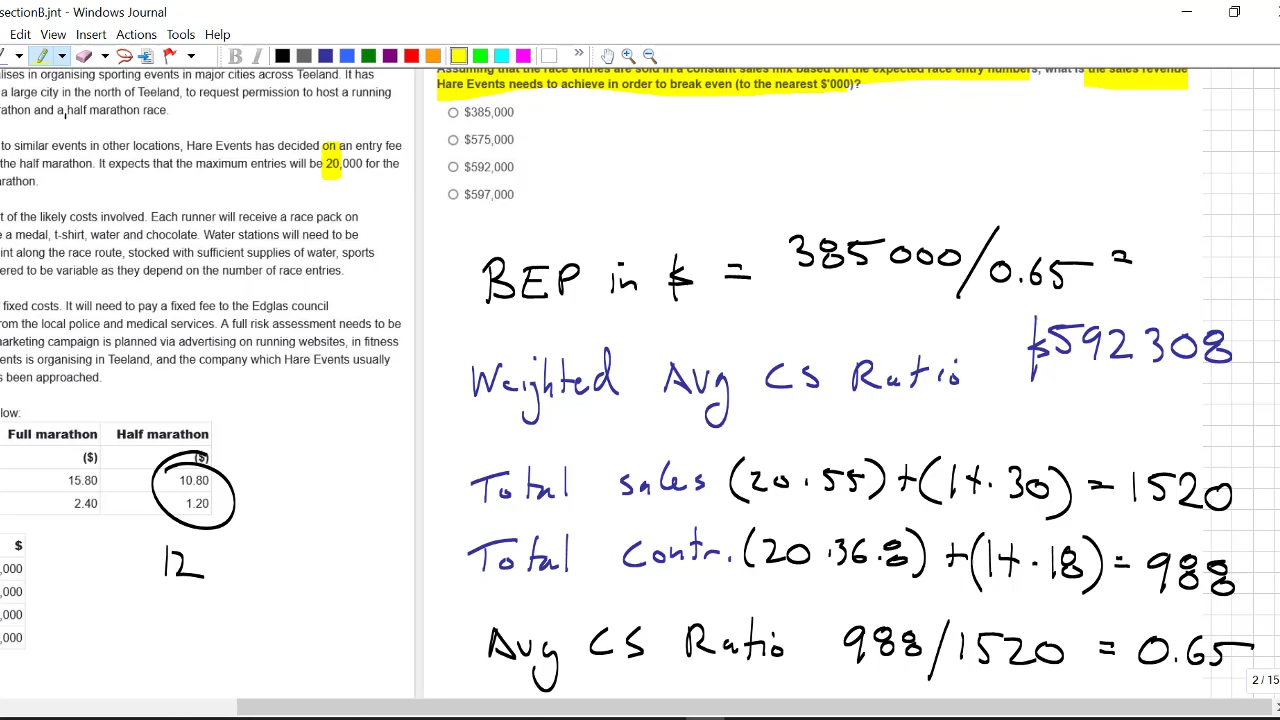 sectionB.jnt - Windows Journal
Edit View Insert Actions Tools Help
B I
alises in organising sporting events in major cities across Teeland. It has
a large city in the north of Teeland, to request permission to host a running
rathon and a half marathon race.
to similar events in other locations, Hare Events has decided on an entry fee
the half marathon. It expects that the maximum entries will be 20,000 for the
arathon.
t of the likely costs involved. Each runner will receive a race pack on
e a medal, t-shirt, water and chocolate. Water stations will need to be
int along the race route, stocked with sufficient supplies of water, sports
ered to be variable as they depend on the number of race entries.
fixed costs. It will need to pay a fixed fee to the Edglas council
rom the local police and medical services. A full risk assessment needs to be
marketing campaign is planned via advertising on running websites, in fitness
ents is organising in Teeland, and the company which Hare Events usually
s been approached.
low:
Full marathon Half marathon
($) ($)
15.80 10.80
2.40 1.20
12
$
,000
,000
,000
,000
Assuming that the race entries are sold in a constant sales mix based on the expected race entry numbers, what is the sales revenue
Hare Events needs to achieve in order to break even (to the nearest $'000)?
$385,000
$575,000
$592,000
$597,000
BEP in $ = 385000/0.65 =
$592308
Weighted Avg CS Ratio
Total sales (20.55)+(14.30) = 1520
Total Contr. (20.36.8)+(14.18) = 988
Avg CS Ratio 988/1520 = 0.65
2 / 15